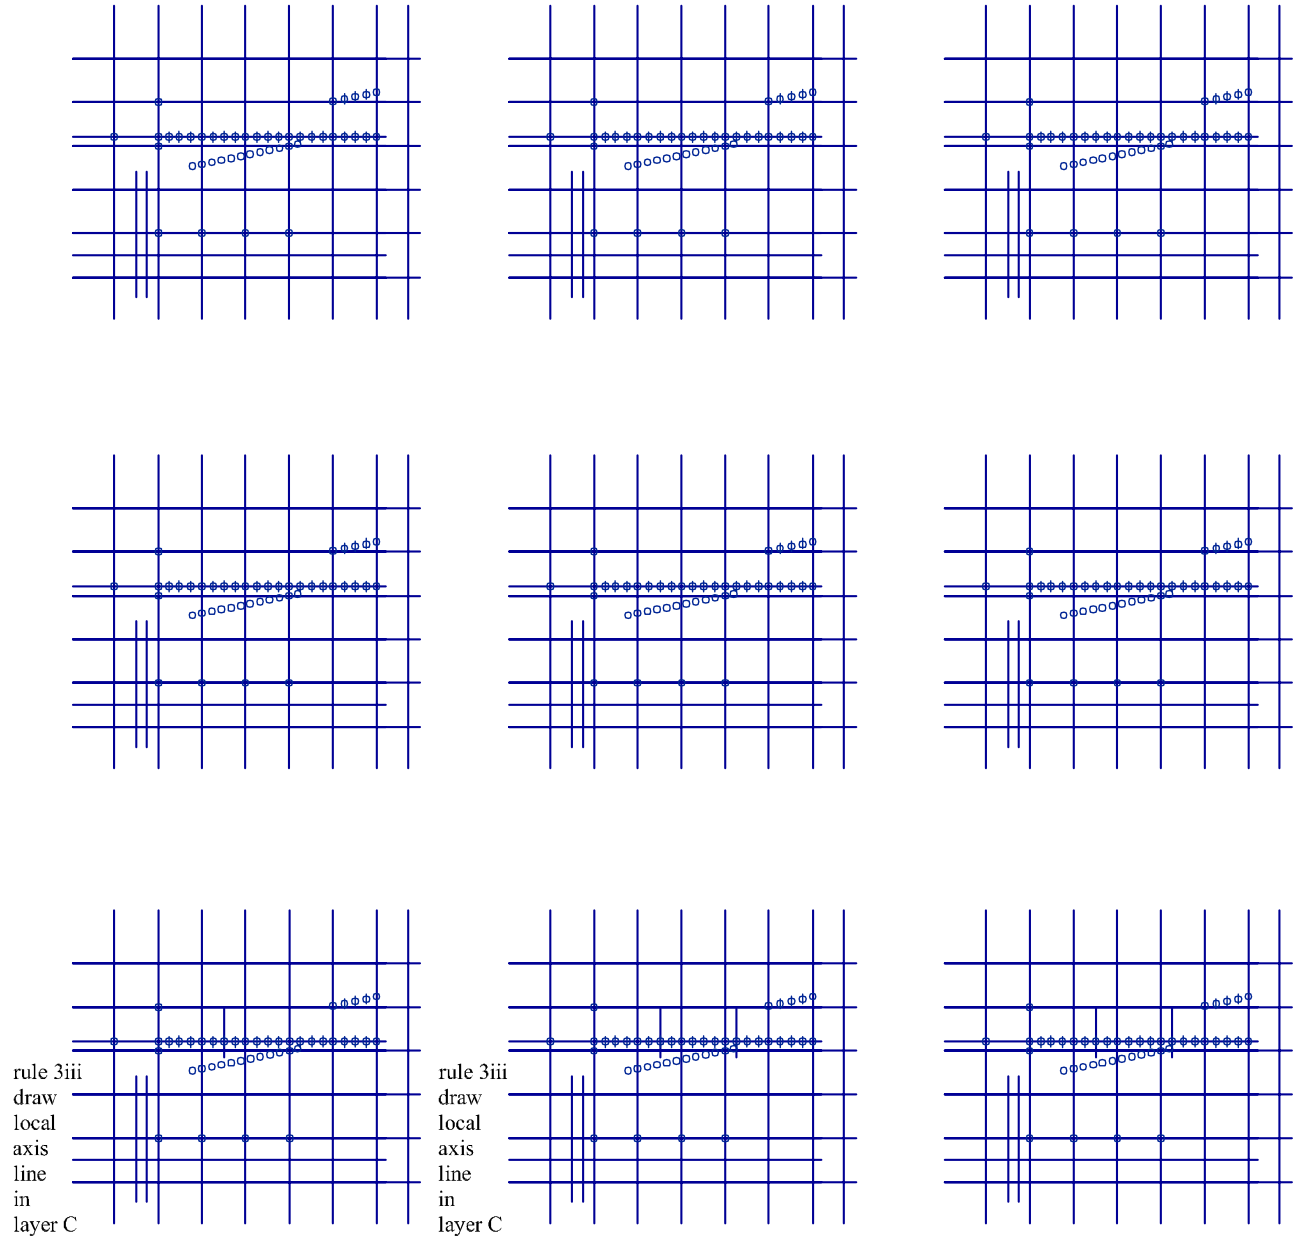 rule 3iii
draw
local
axis
line
in
layer C
rule 3iii
draw
local
axis
line
in
layer C